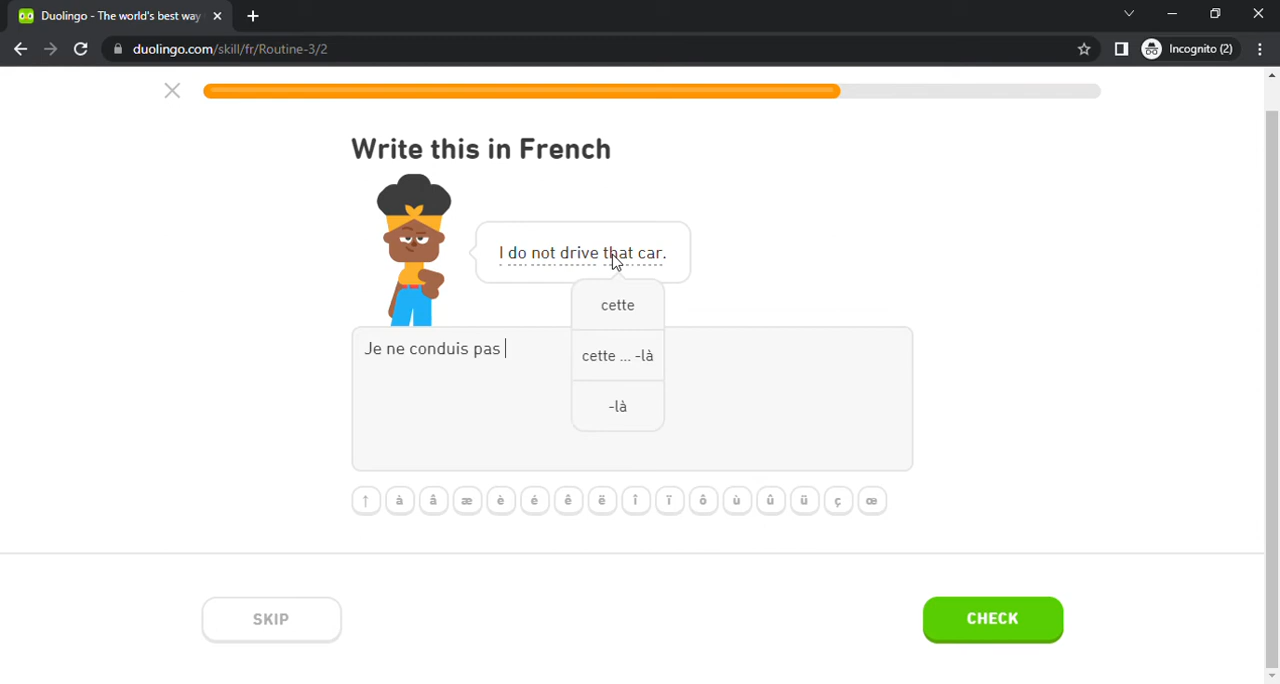 Duolingo - The world's best way
duolingo.com/skill/fr/Routine-3/2
Incognito (2)
Write this in French
I do not drive that car.
cette
cette ... -là
-là
Je ne conduis pas
↑ à â æ è é ê ë î ï ô ù û ü ç œ
SKIP
CHECK